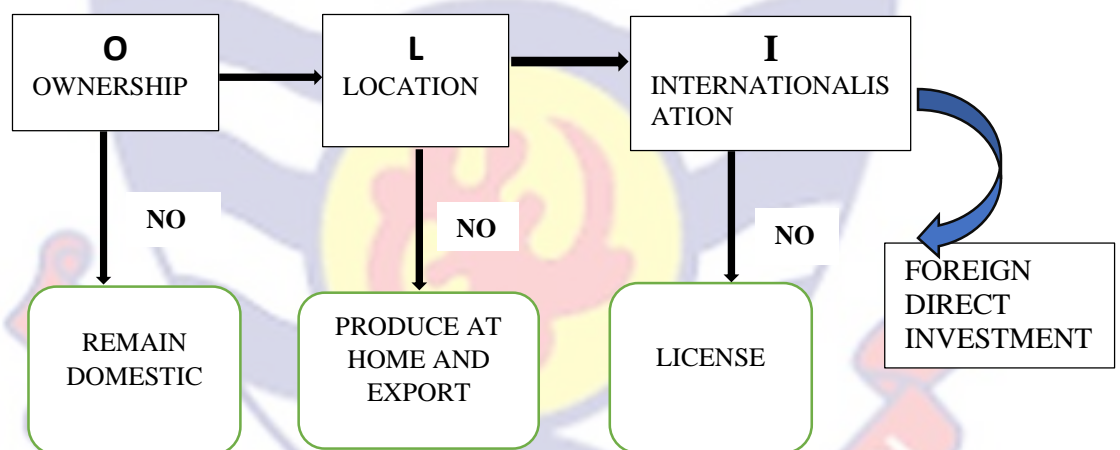 O
OWNERSHIP
L
LOCATION
I
INTERNATIONALIS
ATION
NO
NO
NO
REMAIN
DOMESTIC
PRODUCE AT
HOME AND
EXPORT
LICENSE
FOREIGN
DIRECT
INVESTMENT